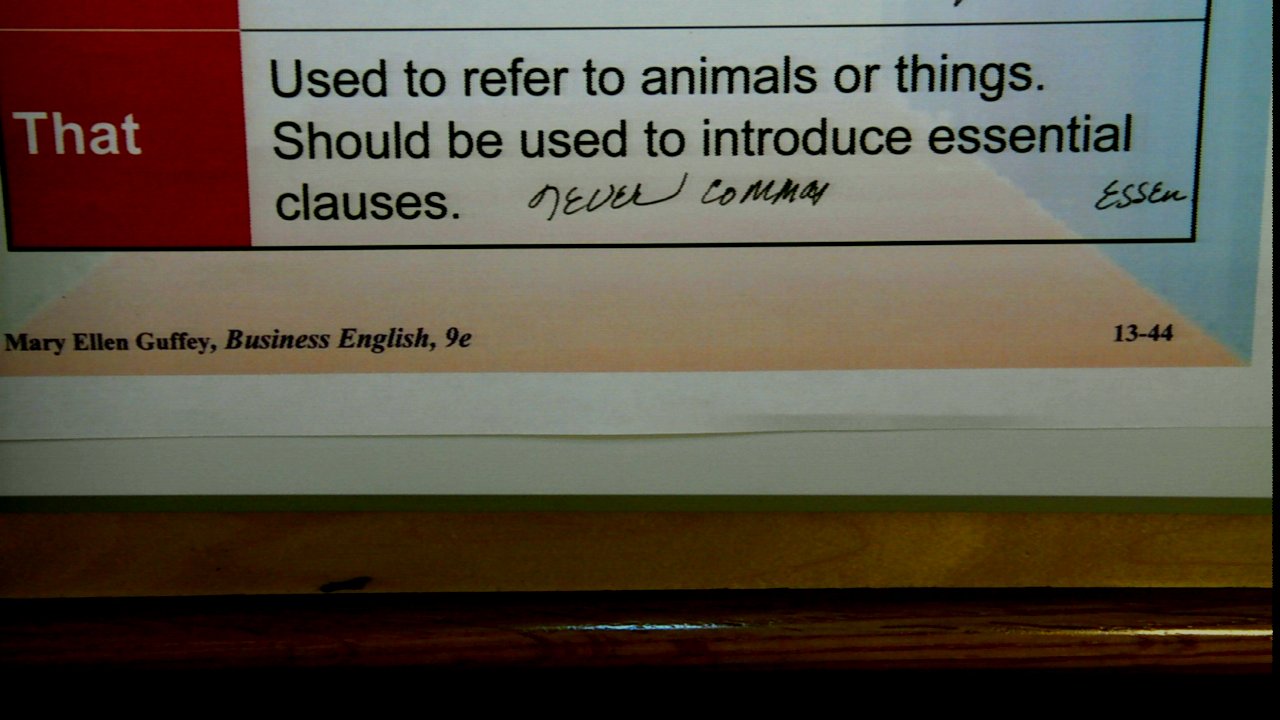 That
Used to refer to animals or things.
Should be used to introduce essential
clauses. never commas Essen
Mary Ellen Guffey, Business English, 9e
13-44